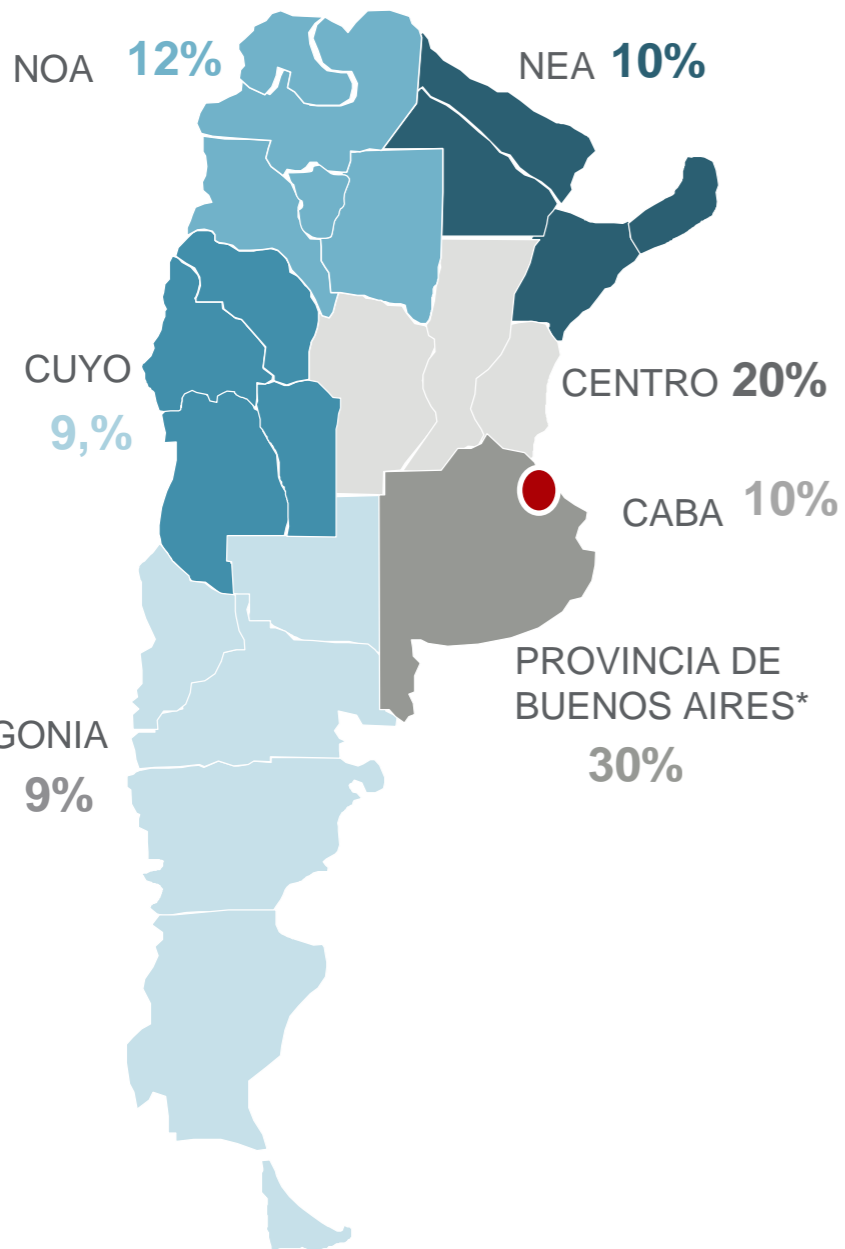 NOA 12%
NEA 10%
CUYO
9,%
CENTRO 20%
CABA 10%
PROVINCIA DE
BUENOS AIRES*
30%
GONIA
9%